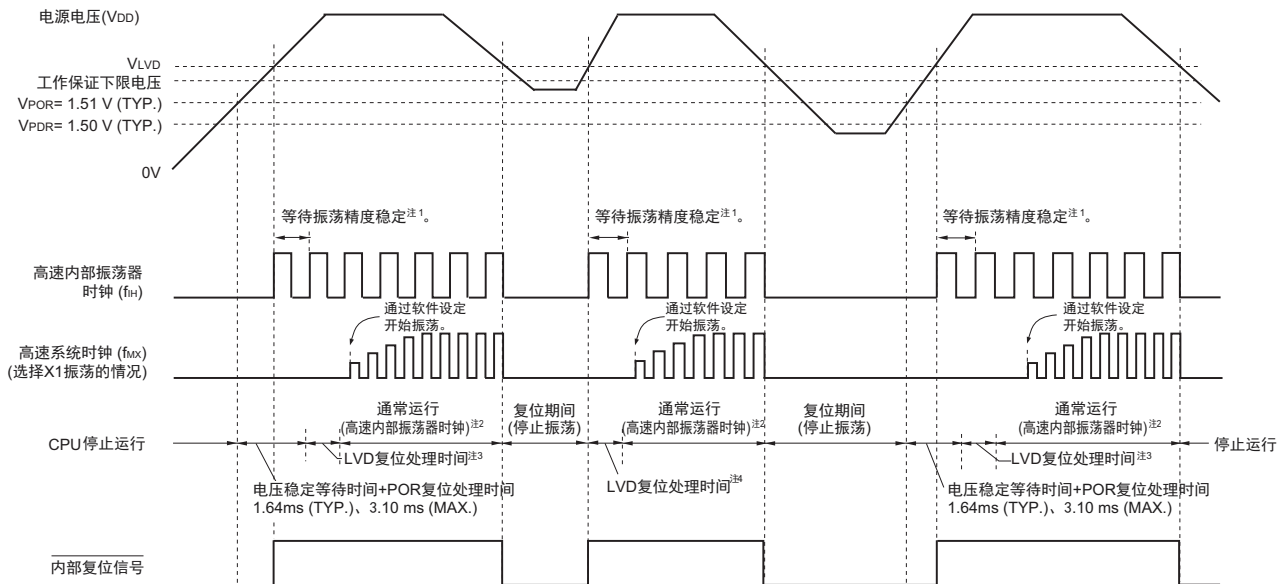 电源电压(VDD)
VLVD
工作保证下限电压
VPOR= 1.51 V (TYP.)
VPDR= 1.50 V (TYP.)
0V
等待振荡精度稳定注1。
等待振荡精度稳定注1。
等待振荡精度稳定注1。
高速内部振荡器
时钟 (fIH)
通过软件设定
开始振荡。
通过软件设定
开始振荡。
通过软件设定
开始振荡。
高速系统时钟 (fMX)
(选择X1振荡的情况)
CPU停止运行
通常运行
(高速内部振荡器时钟)注2
复位期间
(停止振荡)
通常运行
(高速内部振荡器时钟)注2
复位期间
(停止振荡)
通常运行
(高速内部振荡器时钟)注2
停止运行
LVD复位处理时间注3
LVD复位处理时间注4
LVD复位处理时间注3
电压稳定等待时间+POR复位处理时间
1.64ms (TYP.)、3.10 ms (MAX.)
电压稳定等待时间+POR复位处理时间
1.64ms (TYP.)、3.10 ms (MAX.)
内部复位信号